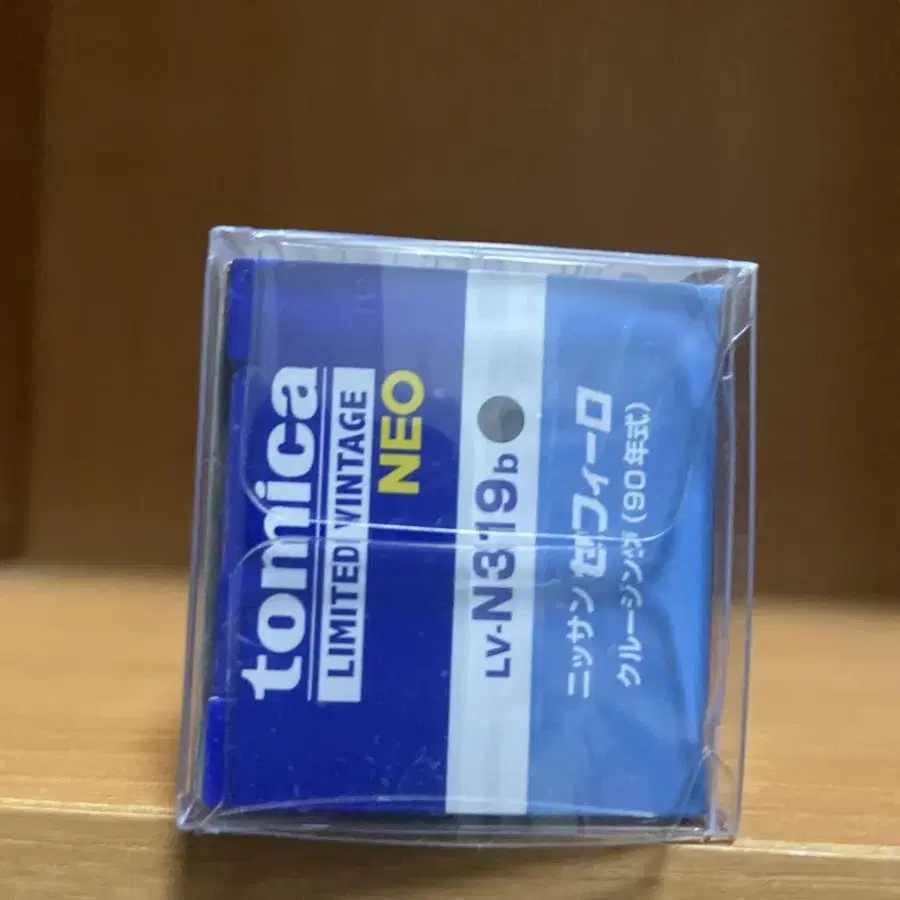 tomica
LIMITED VINTAGE
NEO
LV-N319b
ニッサン セフィーロ
クルージング (90年式)